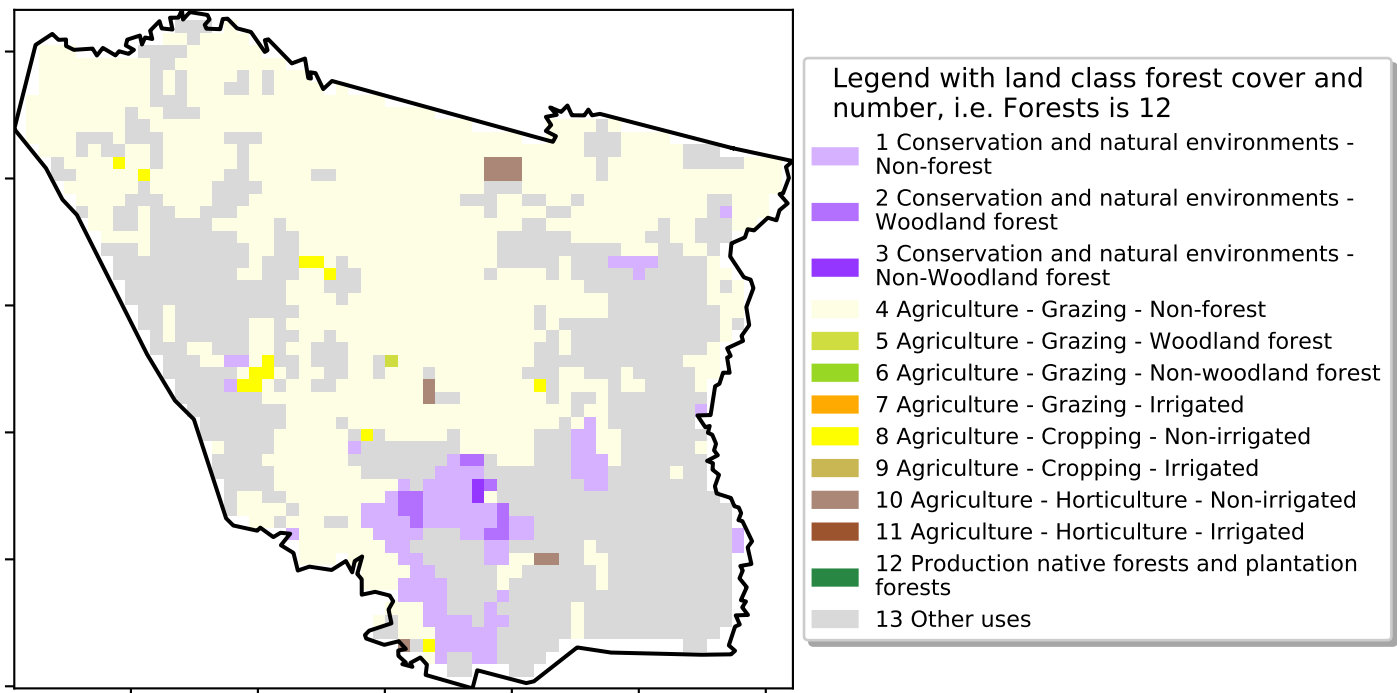 Legend with land class forest cover and
number, i.e. Forests is 12
1 Conservation and natural environments -
Non-forest
2 Conservation and natural environments -
Woodland forest
3 Conservation and natural environments -
Non-Woodland forest
4 Agriculture - Grazing - Non-forest
5 Agriculture - Grazing - Woodland forest
6 Agriculture - Grazing - Non-woodland forest
7 Agriculture - Grazing - Irrigated
8 Agriculture - Cropping - Non-irrigated
9 Agriculture - Cropping - Irrigated
10 Agriculture - Horticulture - Non-irrigated
11 Agriculture - Horticulture - Irrigated
12 Production native forests and plantation
forests
13 Other uses